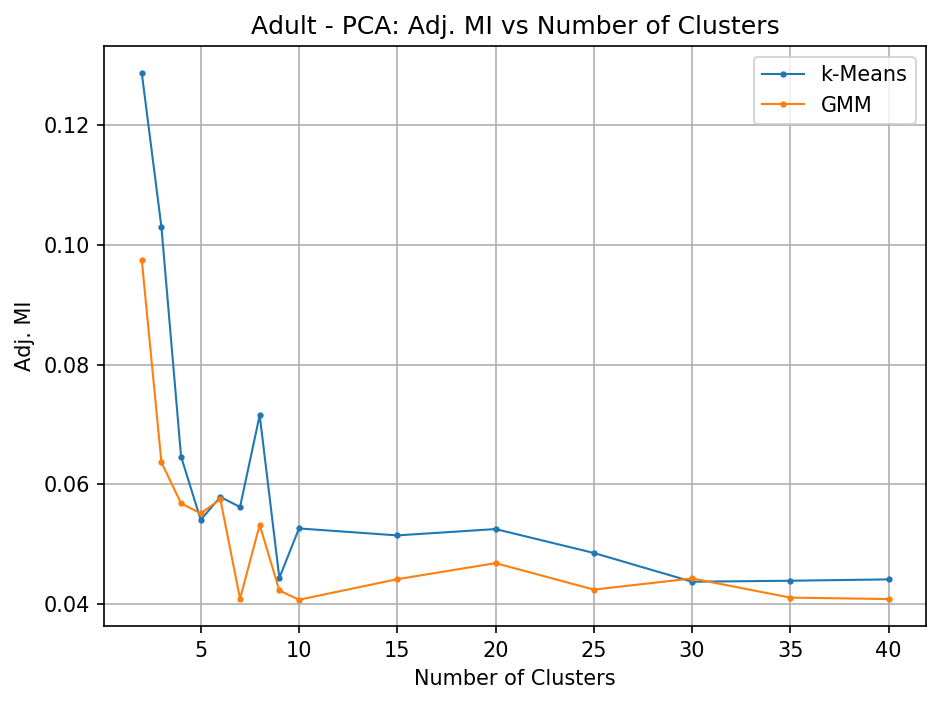 Adult - PCA: Adj. MI vs Number of Clusters
k-Means
GMM
Adj. MI
0.12
0.10
0.08
0.06
0.04
5 10 15 20 25 30 35 40
Number of Clusters